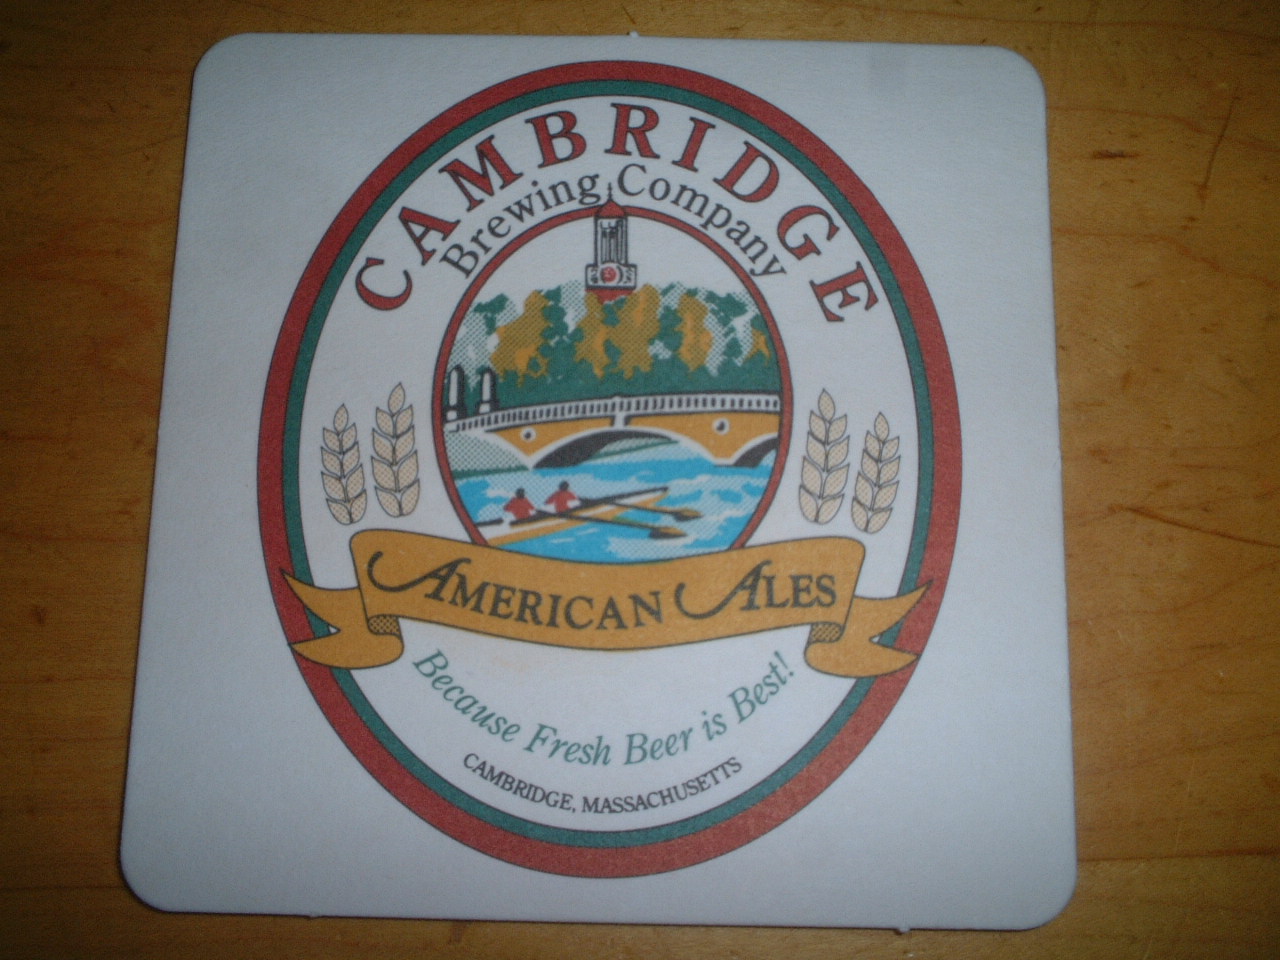 CAMBRIDGE
Brewing Company
AMERICAN ALES
Because Fresh Beer is Best!
CAMBRIDGE, MASSACHUSETTS